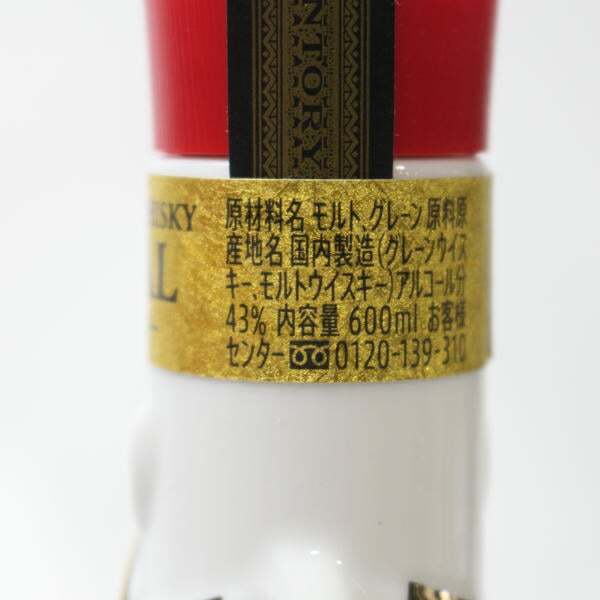 NTORY
HISKY
LL
原材料名 モルト、グレーン 原料原
産地名 国内製造(グレーンウイス
キー、モルトウイスキー)アルコール分
43% 内容量 600ml お客様
センター 0120-139-310